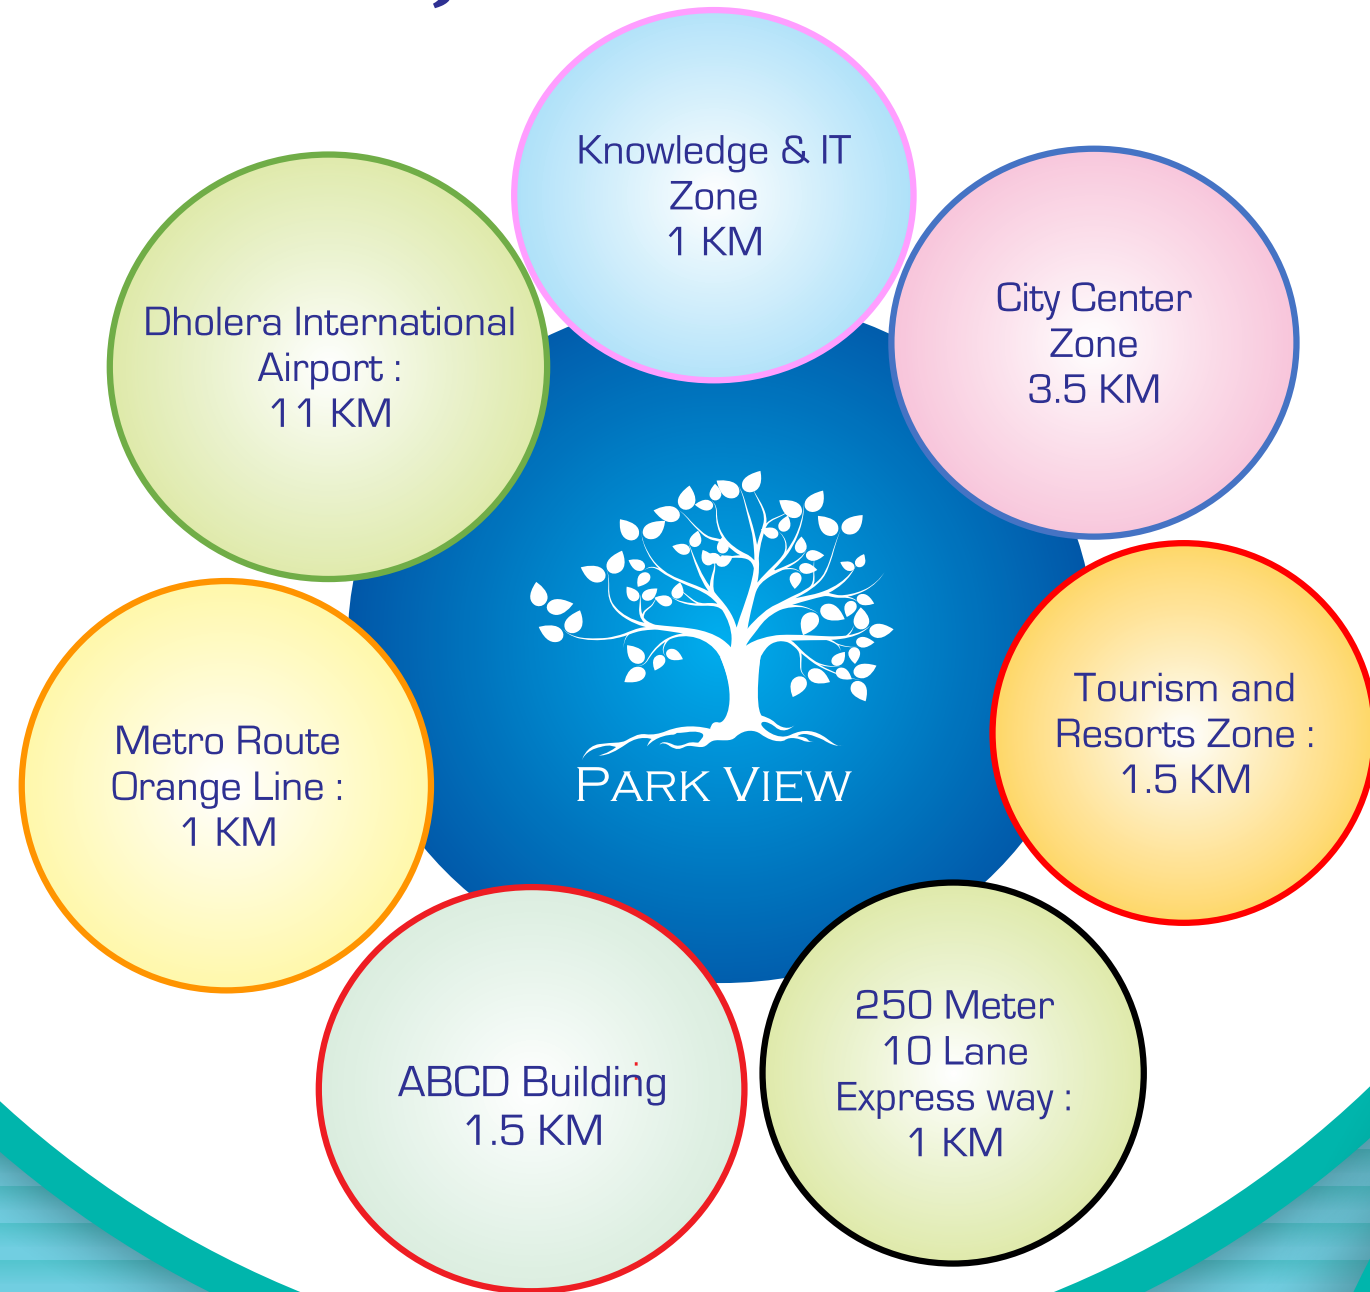 Knowledge & IT
Zone
1 KM
City Center
Zone
3.5 KM
Dholera International
Airport :
11 KM
Tourism and
Resorts Zone :
1.5 KM
Metro Route
Orange Line :
1 KM
PARK VIEW
250 Meter
10 Lane
Express way :
1 KM
ABCD Building
1.5 KM